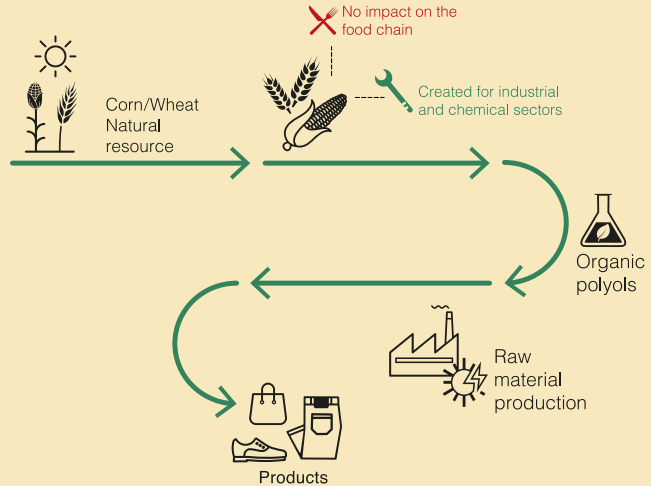 No impact on the
food chain
Corn/Wheat
Natural
resource
Created for industrial
and chemical sectors
Organic
polyols
Raw
material
production
Products